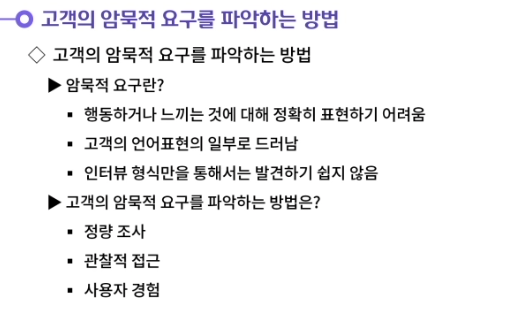 고객의 암묵적 요구를 파악하는 방법
◇ 고객의 암묵적 요구를 파악하는 방법
▶ 암묵적 요구란?
▪ 행동하거나 느끼는 것에 대해 정확히 표현하기 어려움
▪ 고객의 언어표현의 일부로 드러남
▪ 인터뷰 형식만을 통해서는 발견하기 쉽지 않음
▶ 고객의 암묵적 요구를 파악하는 방법은?
▪ 정량 조사
▪ 관찰적 접근
▪ 사용자 경험